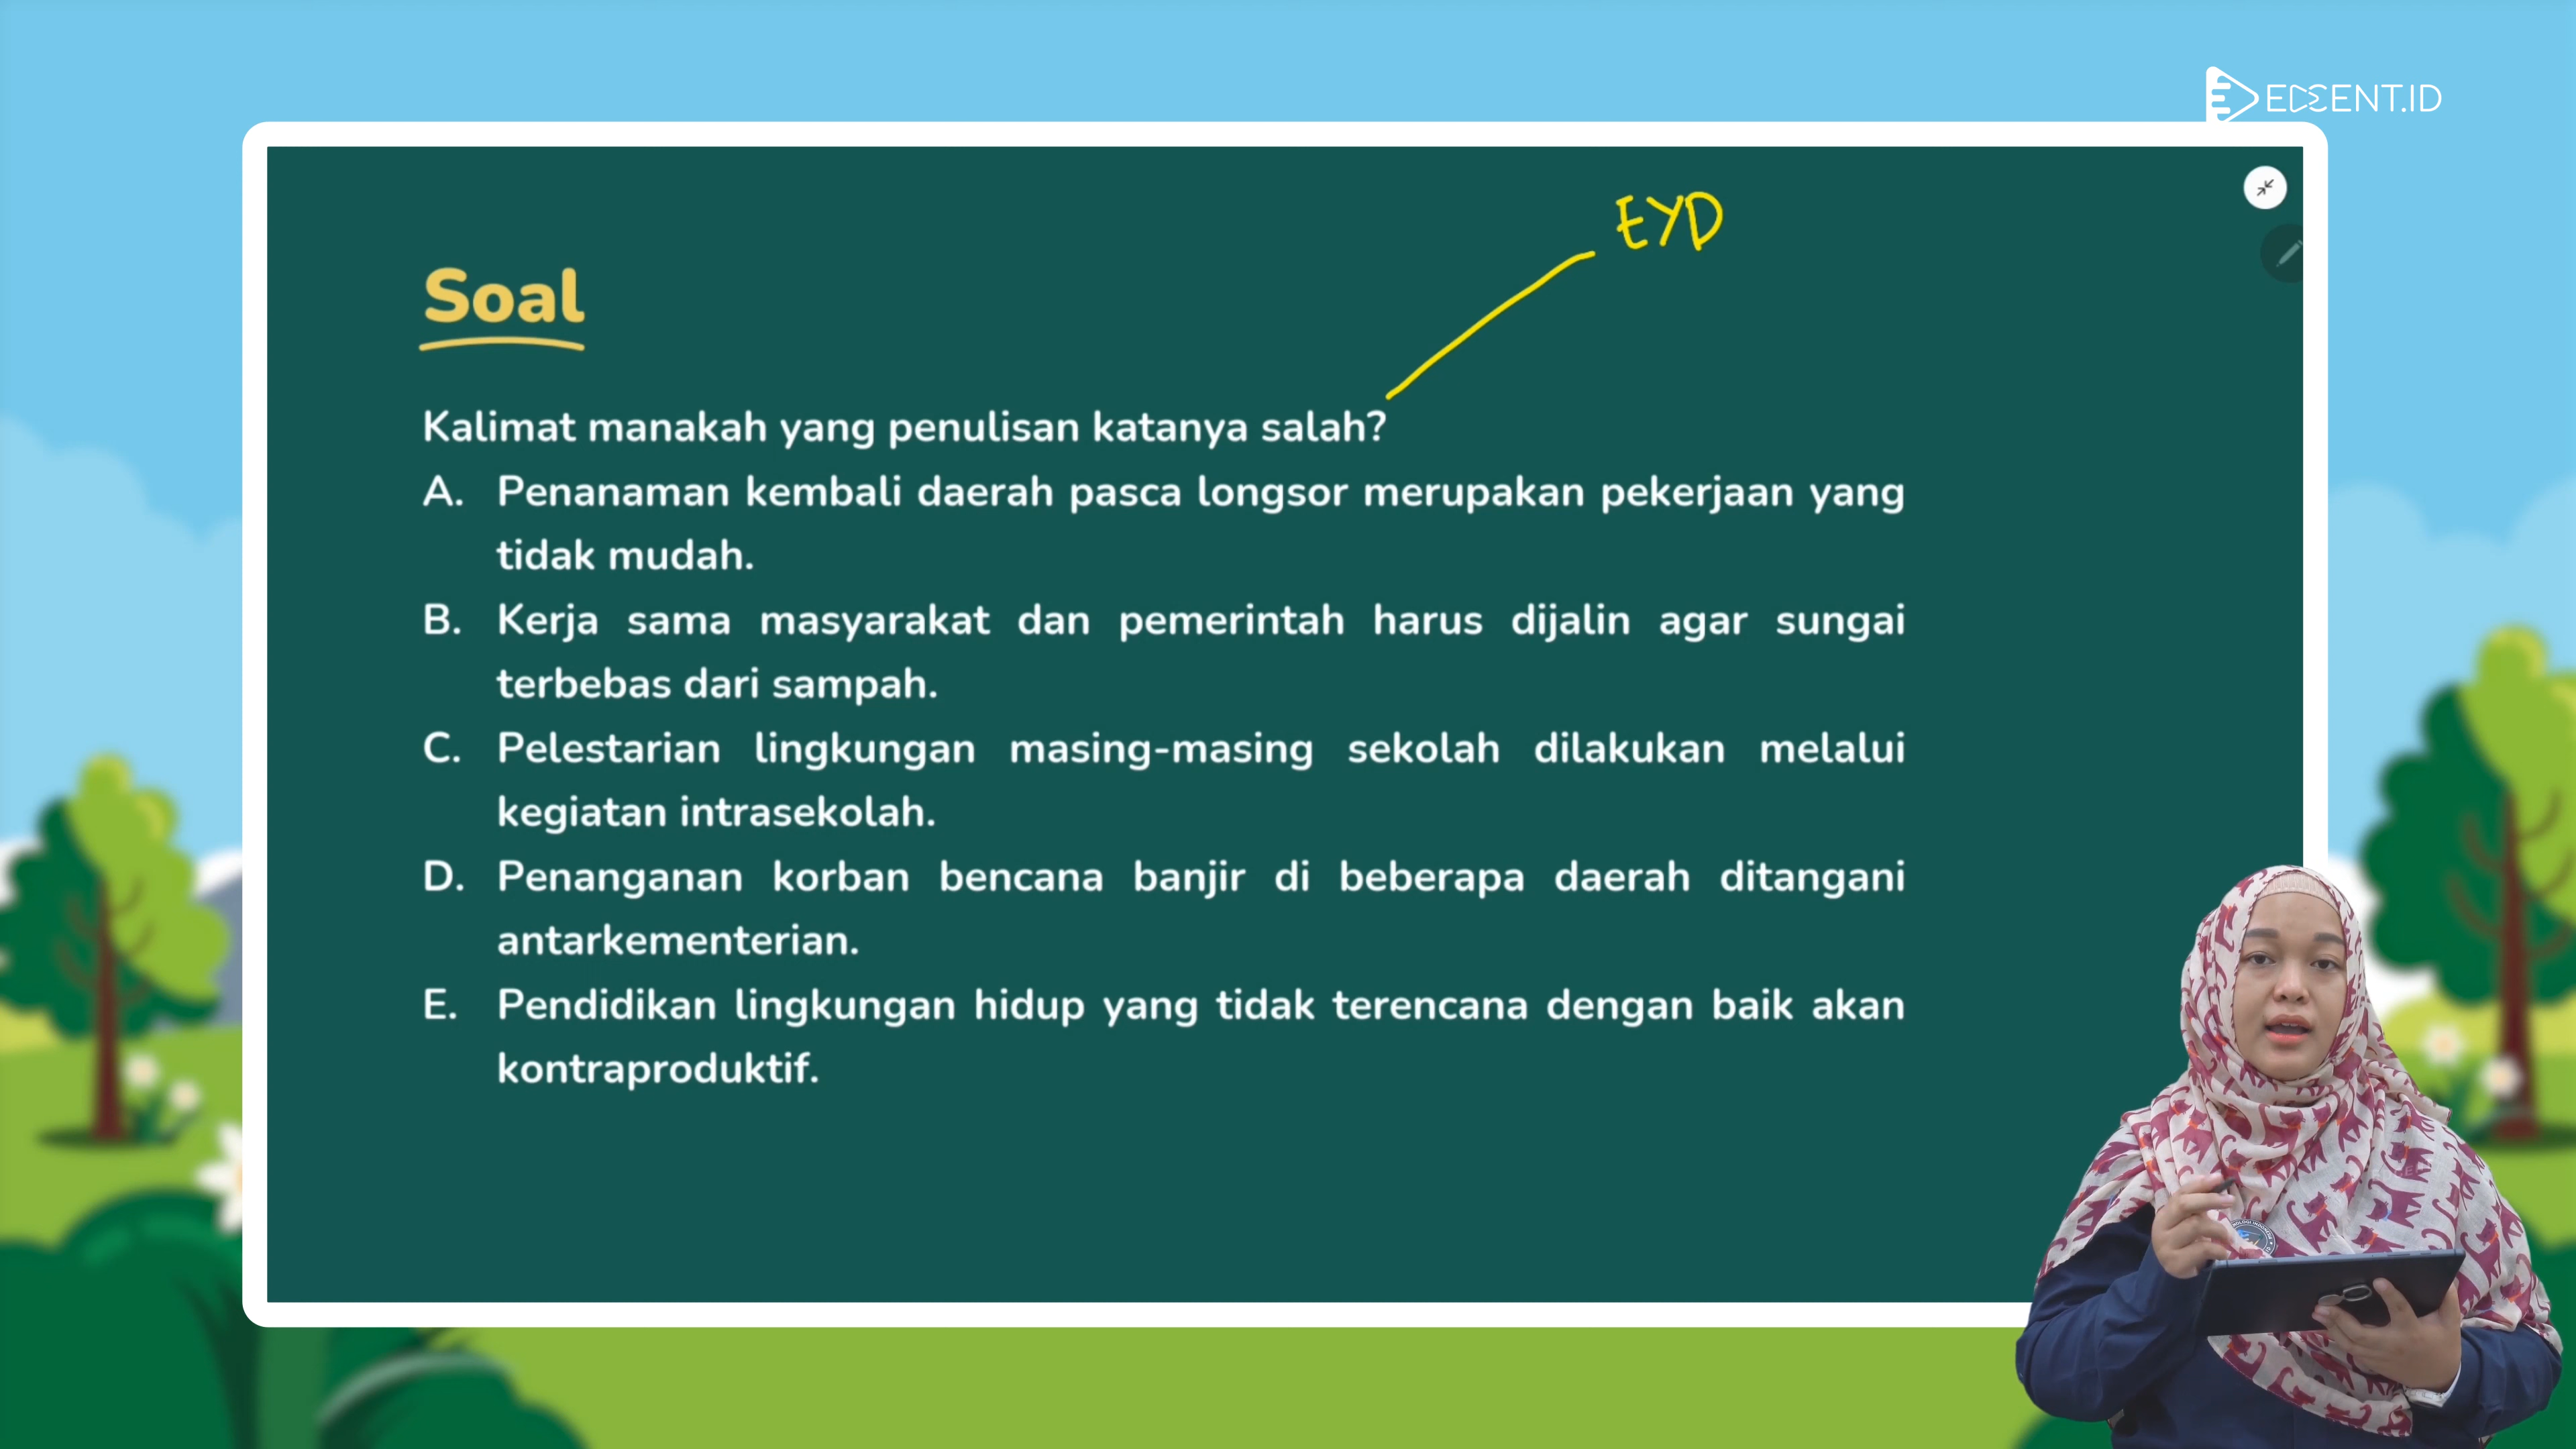 EDCENT.ID
EYD
Soal
Kalimat manakah yang penulisan katanya salah?
A. Penanaman kembali daerah pasca longsor merupakan pekerjaan yang
tidak mudah.
B. Kerja sama masyarakat dan pemerintah harus dijalin agar sungai
terbebas dari sampah.
C. Pelestarian lingkungan masing-masing sekolah dilakukan melalui
kegiatan intrasekolah.
D. Penanganan korban bencana banjir di beberapa daerah ditangani
antarkementerian.
E. Pendidikan lingkungan hidup yang tidak terencana dengan baik akan
kontraproduktif.